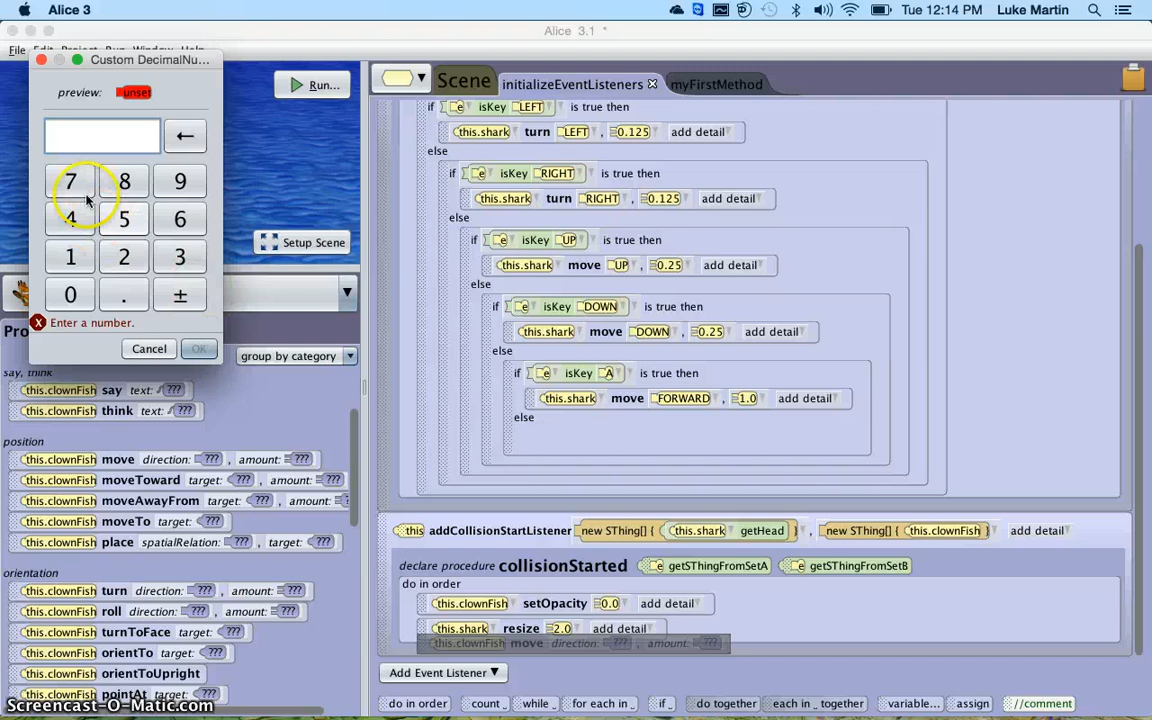 Alice 3
Tue 12:14 PM Luke Martin
Alice 3.1 *
File Edit Project Run Window Help
Custom DecimalNu...
preview: unset
←
7 8 9
4 5 6
1 2 3
0 . ±
Enter a number.
Cancel OK
Run...
Setup Scene
group by category
say, think
this.clownFish say text: ???
this.clownFish think text: ???
position
this.clownFish move direction: ??? , amount: ???
this.clownFish moveToward target: ??? , amount: ???
this.clownFish moveAwayFrom target: ??? , amount: ???
this.clownFish moveTo target: ???
this.clownFish place spatialRelation: ??? , target: ???
orientation
this.clownFish turn direction: ??? , amount: ???
this.clownFish roll direction: ??? , amount: ???
this.clownFish turnToFace target: ???
this.clownFish orientTo target: ???
this.clownFish orientToUpright
this.clownFish pointAt target: ???
Scene initializeEventListeners myFirstMethod
if e isKey LEFT is true then
this.shark turn LEFT , 0.125 add detail
else
if e isKey RIGHT is true then
this.shark turn RIGHT , 0.125 add detail
else
if e isKey UP is true then
this.shark move UP , 0.25 add detail
else
if e isKey DOWN is true then
this.shark move DOWN , 0.25 add detail
else
if e isKey A is true then
this.shark move FORWARD , 1.0 add detail
else
this addCollisionStartListener new SThing[] { this.shark getHead } , new SThing[] { this.clownFish } add detail
declare procedure collisionStarted e getSThingFromSetA e getSThingFromSetB
do in order
this.clownFish setOpacity 0.0 add detail
this.shark resize 2.0 add detail
this.clownFish move direction: ??? , amount: ???
Add Event Listener
do in order count _ while _ for each in _ if _ do together each in _ together variable... assign //comment
Screencast-O-Matic.com